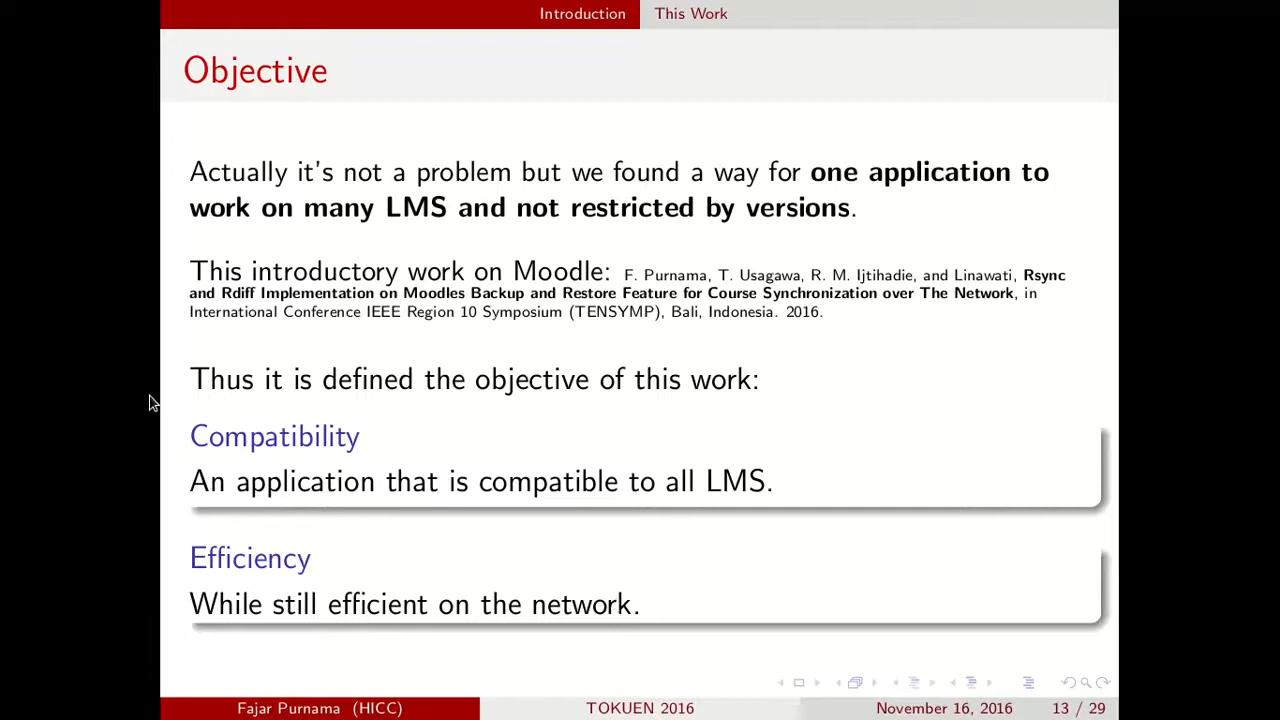 Introduction This Work
Objective
Actually it's not a problem but we found a way for one application to
work on many LMS and not restricted by versions.
This introductory work on Moodle: F. Purnama, T. Usagawa, R. M. Ijtihadie, and Linawati, Rsync
and Rdiff Implementation on Moodles Backup and Restore Feature for Course Synchronization over The Network, in
International Conference IEEE Region 10 Symposium (TENSYMP), Bali, Indonesia. 2016.
Thus it is defined the objective of this work:
Compatibility
An application that is compatible to all LMS.
Efficiency
While still efficient on the network.
Fajar Purnama (HICC) TOKUEN 2016 November 16, 2016 13 / 29